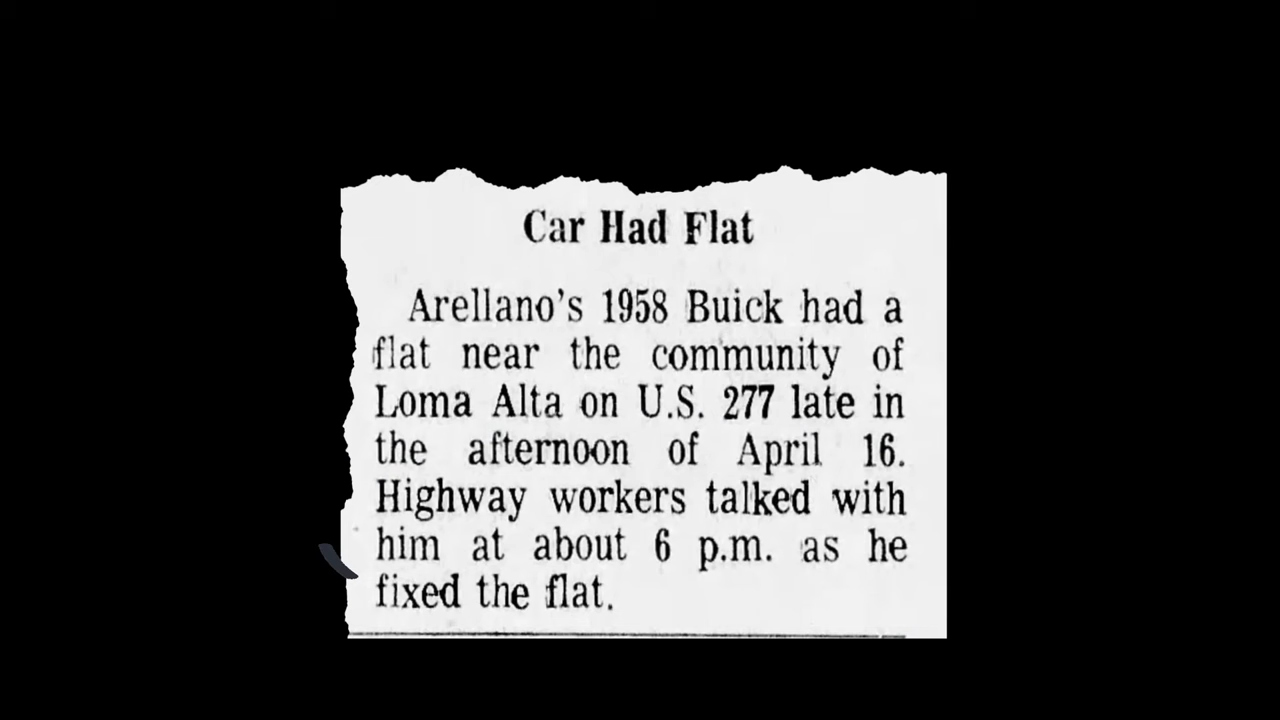 Car Had Flat
Arellano's 1958 Buick had a
flat near the community of
Loma Alta on U.S. 277 late in
the afternoon of April 16.
Highway workers talked with
him at about 6 p.m. as he
fixed the flat.